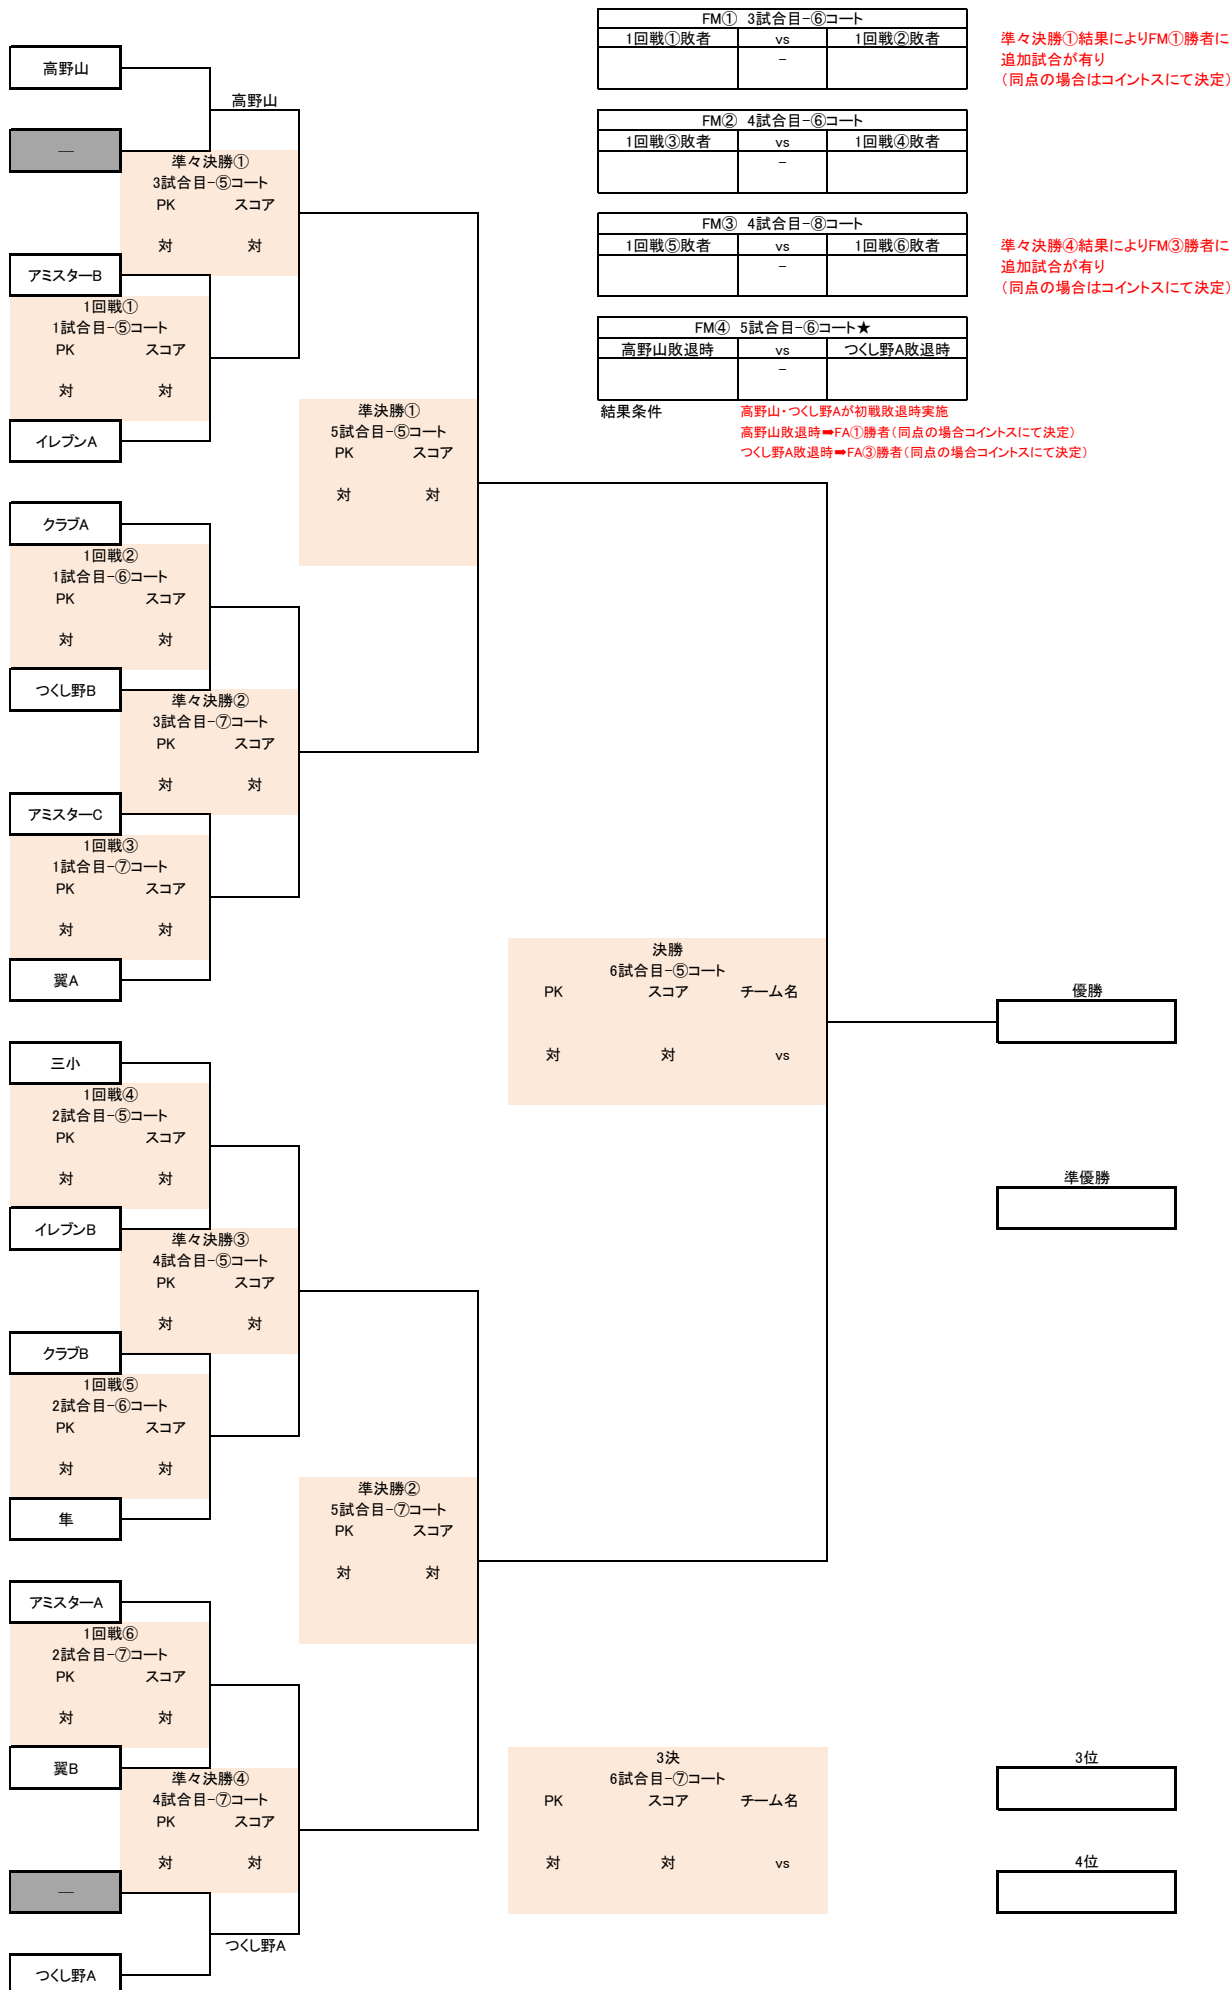 FM① 3試合目-⑥コート
1回戦①敗者 vs 1回戦②敗者
-
準々決勝①結果によりFM①勝者に
追加試合が有り
（同点の場合はコイントスにて決定）
FM② 4試合目-⑥コート
1回戦③敗者 vs 1回戦④敗者
-
FM③ 4試合目-⑧コート
1回戦⑤敗者 vs 1回戦⑥敗者
-
準々決勝④結果によりFM③勝者に
追加試合が有り
（同点の場合はコイントスにて決定）
FM④ 5試合目-⑥コート★
高野山敗退時 vs つくし野A敗退時
-
結果条件 高野山・つくし野Aが初戦敗退時実施
高野山敗退時➡FA①勝者（同点の場合コイントスにて決定）
つくし野A敗退時➡FA③勝者（同点の場合コイントスにて決定）
高野山
高野山
—
準々決勝①
3試合目-⑤コート
PK スコア
対 対
アミスターB
1回戦①
1試合目-⑤コート
PK スコア
対 対
イレブンA
準決勝①
5試合目-⑤コート
PK スコア
対 対
クラブA
1回戦②
1試合目-⑥コート
PK スコア
対 対
つくし野B
準々決勝②
3試合目-⑦コート
PK スコア
対 対
アミスターC
1回戦③
1試合目-⑦コート
PK スコア
対 対
翼A
決勝
6試合目-⑤コート
PK スコア チーム名
対 対 vs
優勝
準優勝
三小
1回戦④
2試合目-⑤コート
PK スコア
対 対
イレブンB
準々決勝③
4試合目-⑤コート
PK スコア
対 対
クラブB
1回戦⑤
2試合目-⑥コート
PK スコア
対 対
隼
準決勝②
5試合目-⑦コート
PK スコア
対 対
アミスターA
1回戦⑥
2試合目-⑦コート
PK スコア
対 対
翼B
準々決勝④
4試合目-⑦コート
PK スコア
対 対
—
つくし野A
つくし野A
3決
6試合目-⑦コート
PK スコア チーム名
対 対 vs
3位
4位